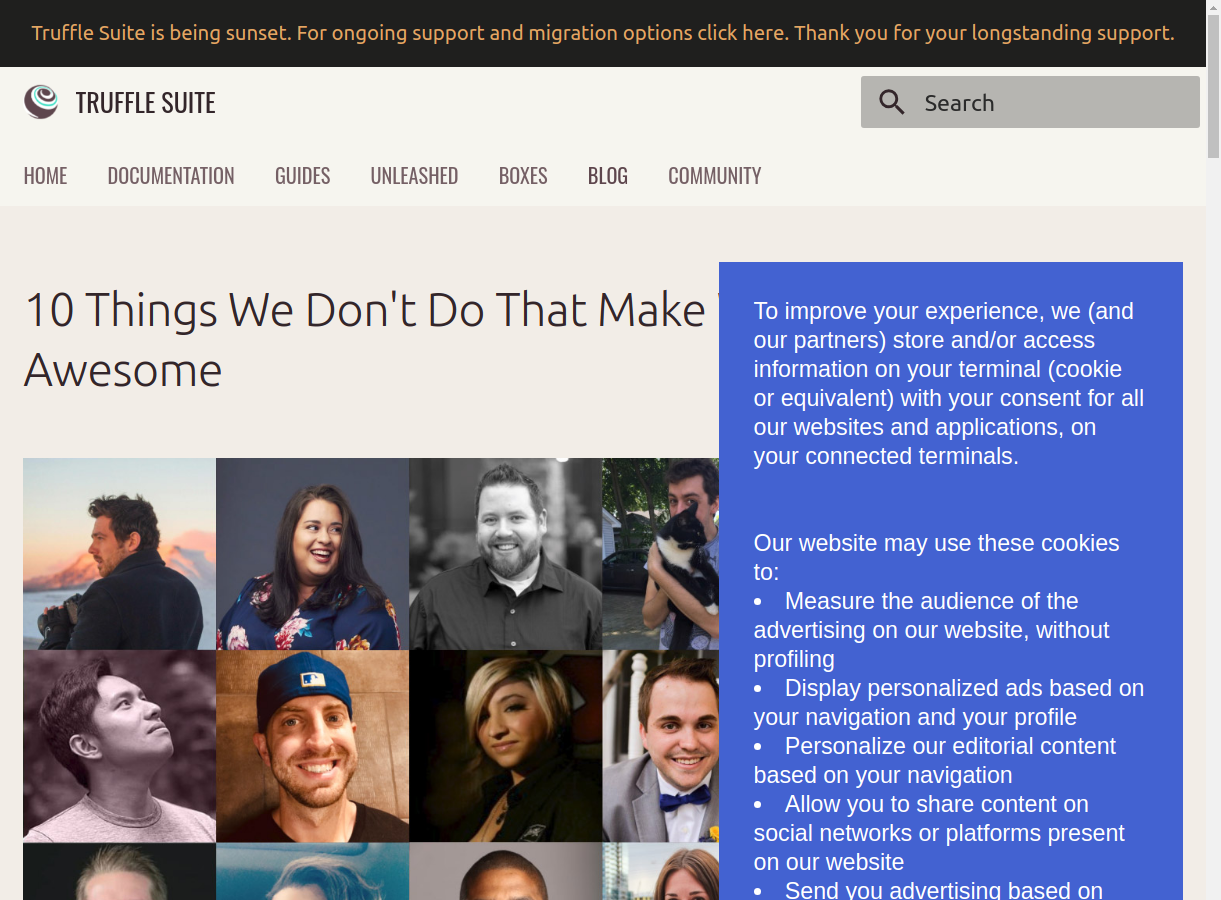 Truffle Suite is being sunset. For ongoing support and migration options click here. Thank you for your longstanding support.
TRUFFLE SUITE
Search
HOME DOCUMENTATION GUIDES UNLEASHED BOXES BLOG COMMUNITY
10 Things We Don't Do That Make
Awesome
To improve your experience, we (and
our partners) store and/or access
information on your terminal (cookie
or equivalent) with your consent for all
our websites and applications, on
your connected terminals.
Our website may use these cookies
to:
• Measure the audience of the
advertising on our website, without
profiling
• Display personalized ads based on
your navigation and your profile
• Personalize our editorial content
based on your navigation
• Allow you to share content on
social networks or platforms present
on our website
• Send you advertising based on